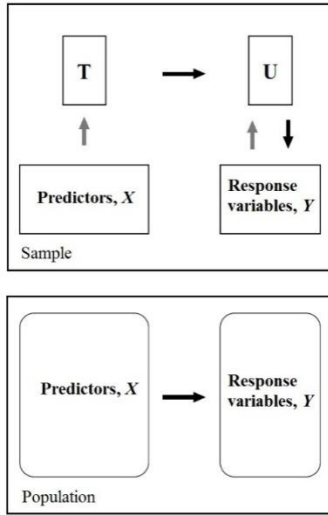 T U
Predictors, X Response
variables, Y
Sample
Predictors, X Response
variables, Y
Population